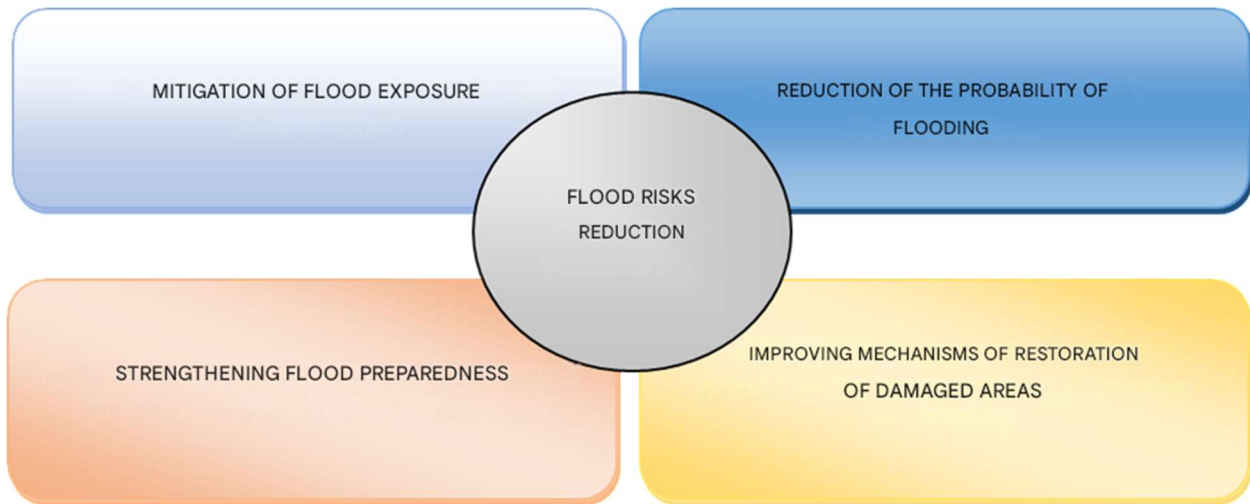 MITIGATION OF FLOOD EXPOSURE
REDUCTION OF THE PROBABILITY OF
FLOODING
FLOOD RISKS
REDUCTION
STRENGTHENING FLOOD PREPAREDNESS
IMPROVING MECHANISMS OF RESTORATION
OF DAMAGED AREAS